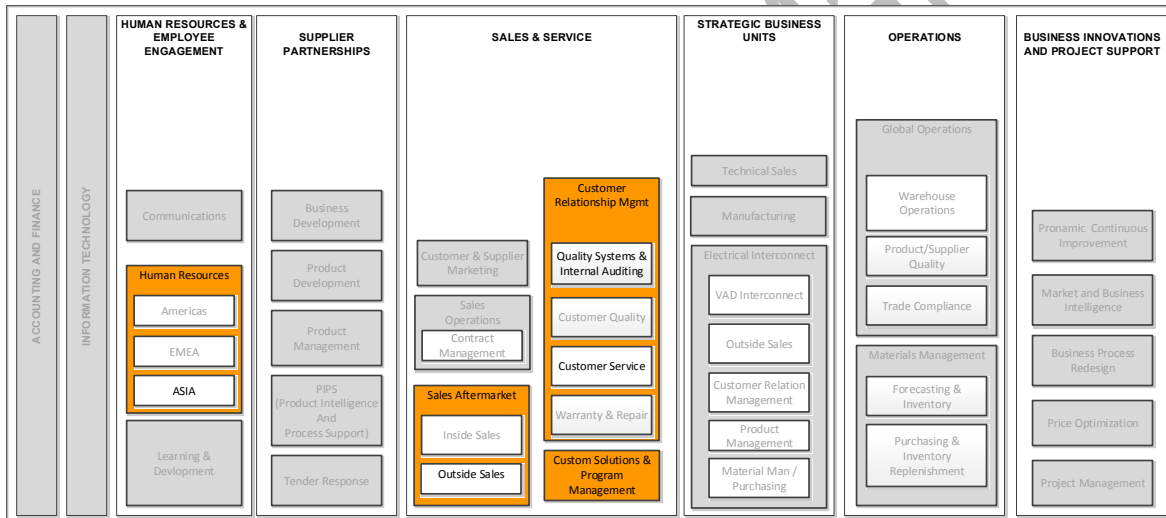 ACCOUNTING AND FINANCE
INFORMATION TECHNOLOGY
HUMAN RESOURCES &
EMPLOYEE
ENGAGEMENT
Communications
Human Resources
Americas
EMEA
ASIA
Learning &
Devlopment
SUPPLIER
PARTNERSHIPS
Business
Development
Product
Development
Product
Management
PIPS
(Product Intelligence
And
Process Support)
Tender Response
SALES & SERVICE
Customer & Supplier
Marketing
Sales
Operations
Contract
Management
Sales Aftermarket
Inside Sales
Outside Sales
Customer
Relationship Mgmt
Quality Systems &
Internal Auditing
Customer Quality
Customer Service
Warranty & Repair
Custom Solutions &
Program
Management
STRATEGIC BUSINESS
UNITS
Technical Sales
Manufacturing
Electrical Interconnect
VAD Interconnect
Outside Sales
Customer Relation
Management
Product
Management
Material Man /
Purchasing
OPERATIONS
Global Operations
Warehouse
Operations
Product/Supplier
Quality
Trade Compliance
Materials Management
Forecasting &
Inventory
Purchasing &
Inventory
Replenishment
BUSINESS INNOVATIONS
AND PROJECT SUPPORT
Pronamic Continuous
Improvement
Market and Business
Intelligence
Business Process
Redesign
Price Optimization
Project Management